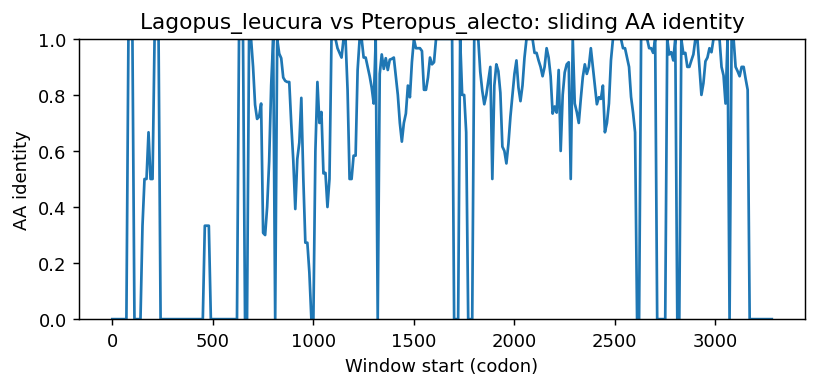 Lagopus_leucura vs Pteropus_alecto: sliding AA identity
AA identity
1.0
0.8
0.6
0.4
0.2
0.0
0 500 1000 1500 2000 2500 3000
Window start (codon)